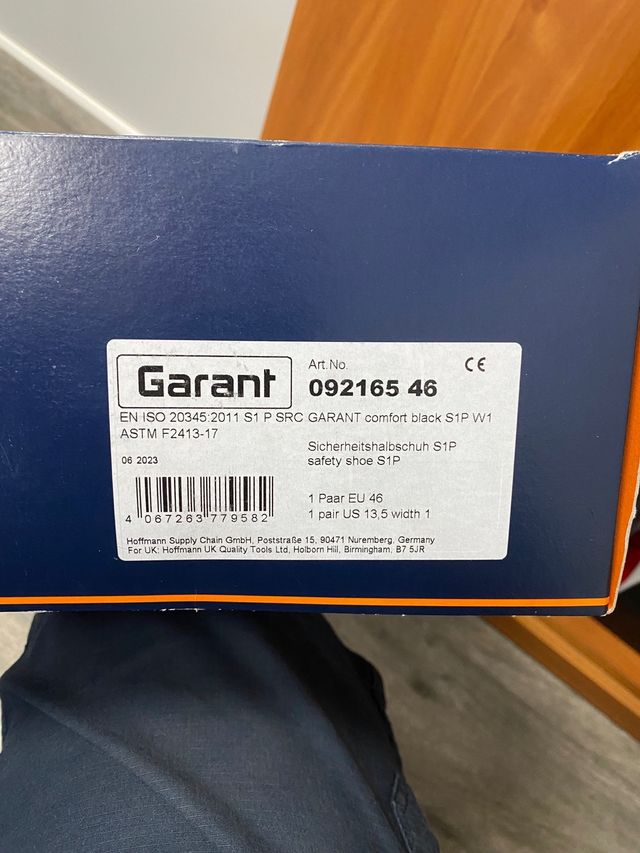 Garant
Art.No.
092165 46
CE
EN ISO 20345:2011 S1 P SRC GARANT comfort black S1P W1
ASTM F2413-17
Sicherheitshalbschuh S1P
safety shoe S1P
06 2023
1 Paar EU 46
1 pair US 13,5 width 1
4 067263 779582
Hoffmann Supply Chain GmbH, Poststraße 15, 90471 Nuremberg, Germany
For UK: Hoffmann UK Quality Tools Ltd, Holborn Hill, Birmingham, B7 5JR